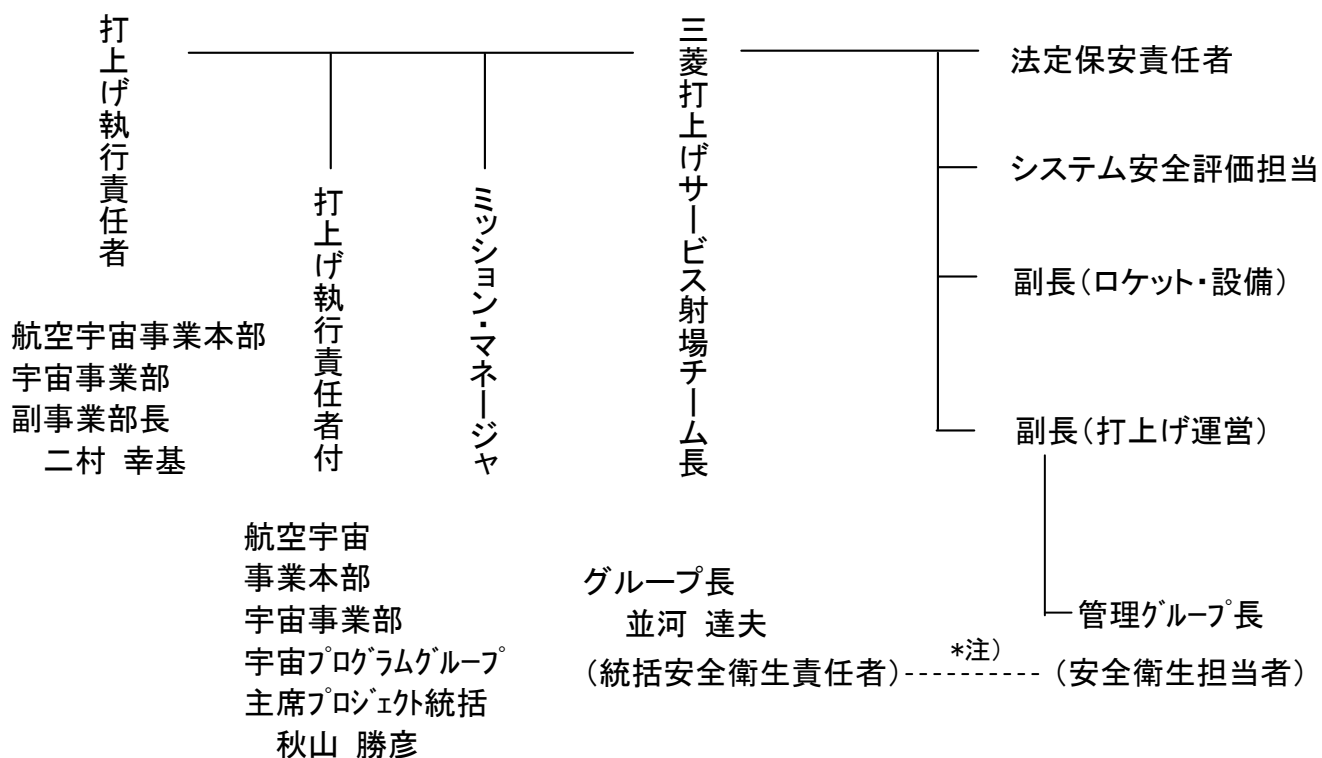 打上げ執行責任者
航空宇宙事業本部
宇宙事業部
副事業部長
二村 幸基
打上げ執行責任者付
航空宇宙
事業本部
宇宙事業部
宇宙ﾌﾟﾛｸﾞﾗﾑｸﾞﾙｰﾌﾟ
主席ﾌﾟﾛｼﾞｪｸﾄ統括
秋山 勝彦
ミッション・マネージャ
三菱打上げサービス射場チーム長
グループ長
並河 達夫
(統括安全衛生責任者)
*注)
法定保安責任者
システム安全評価担当
副長(ロケット・設備)
副長(打上げ運営)
管理ｸﾞﾙｰﾌﾟ長
(安全衛生担当者)